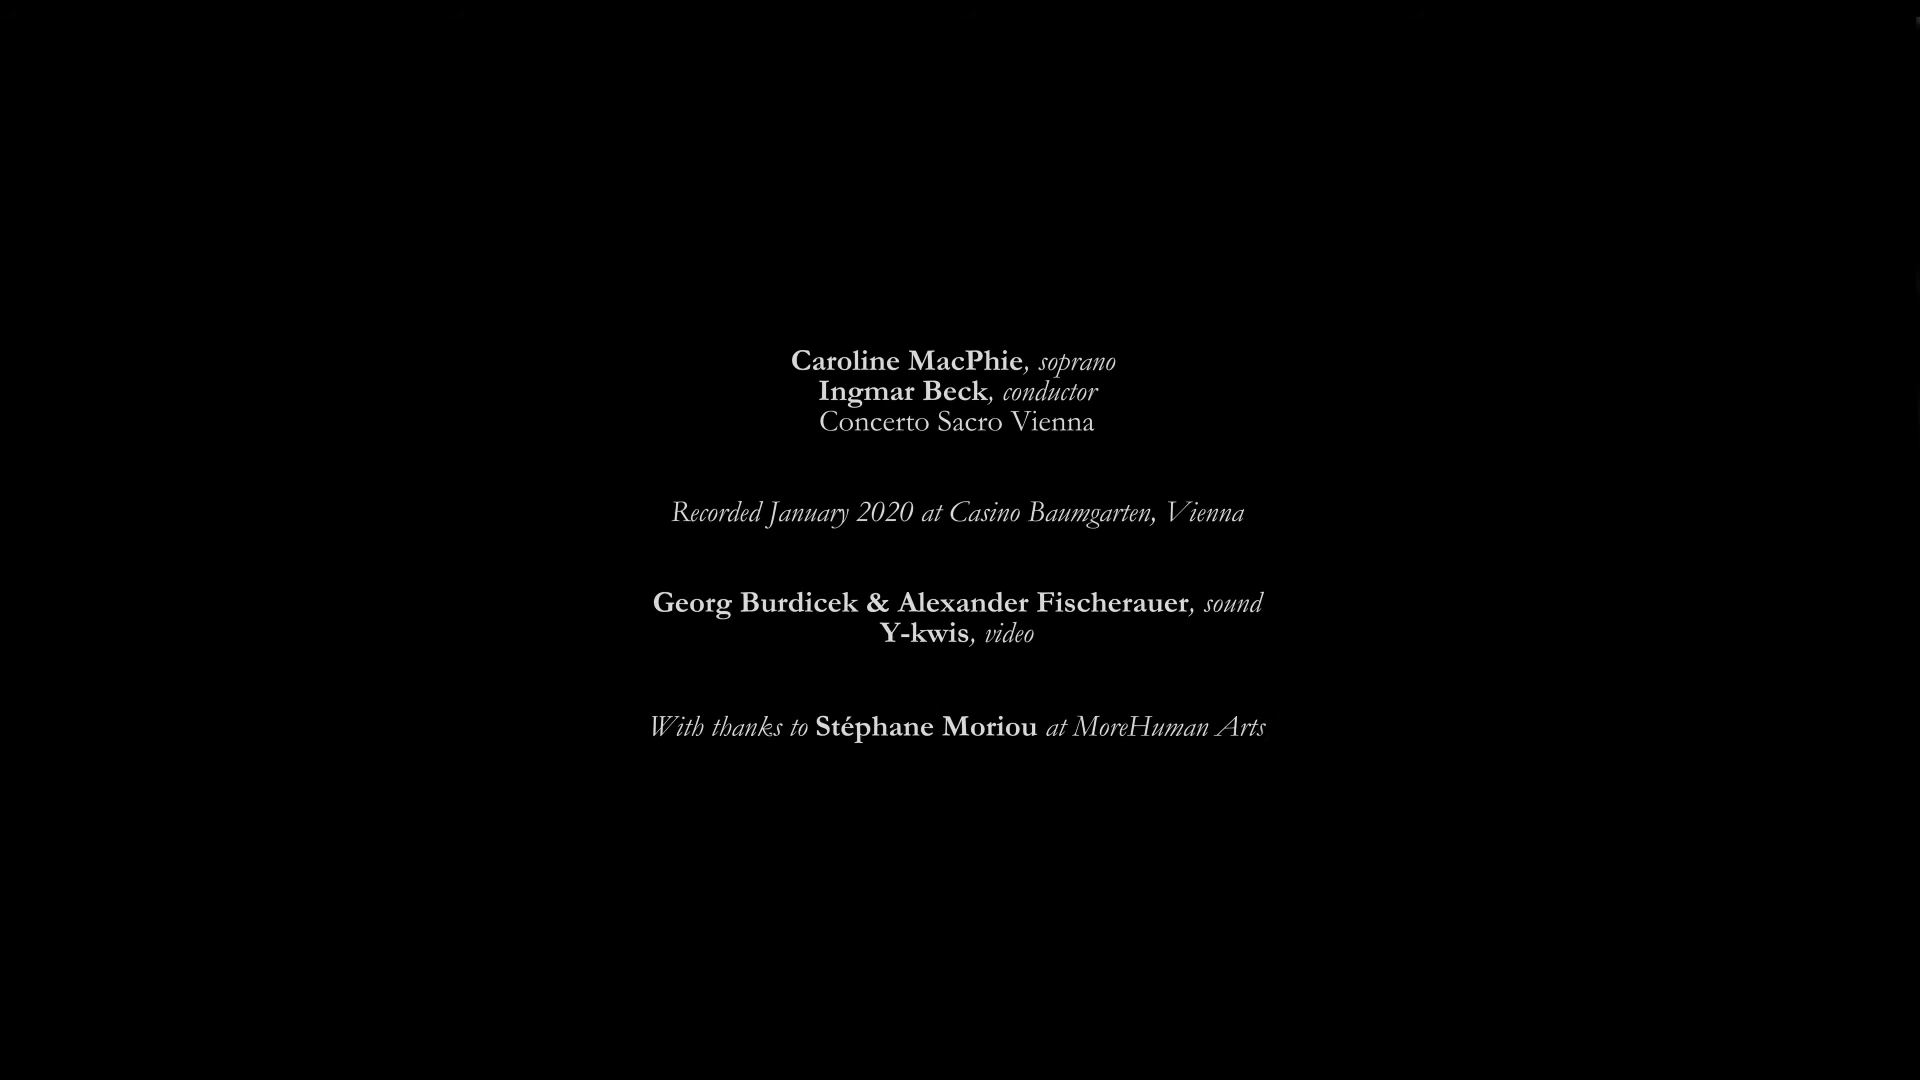 Caroline MacPhie, soprano
Ingmar Beck, conductor
Concerto Sacro Vienna
Recorded January 2020 at Casino Baumgarten, Vienna
Georg Burdicek & Alexander Fischerauer, sound
Y-kwis, video
With thanks to Stéphane Moriou at MoreHuman Arts